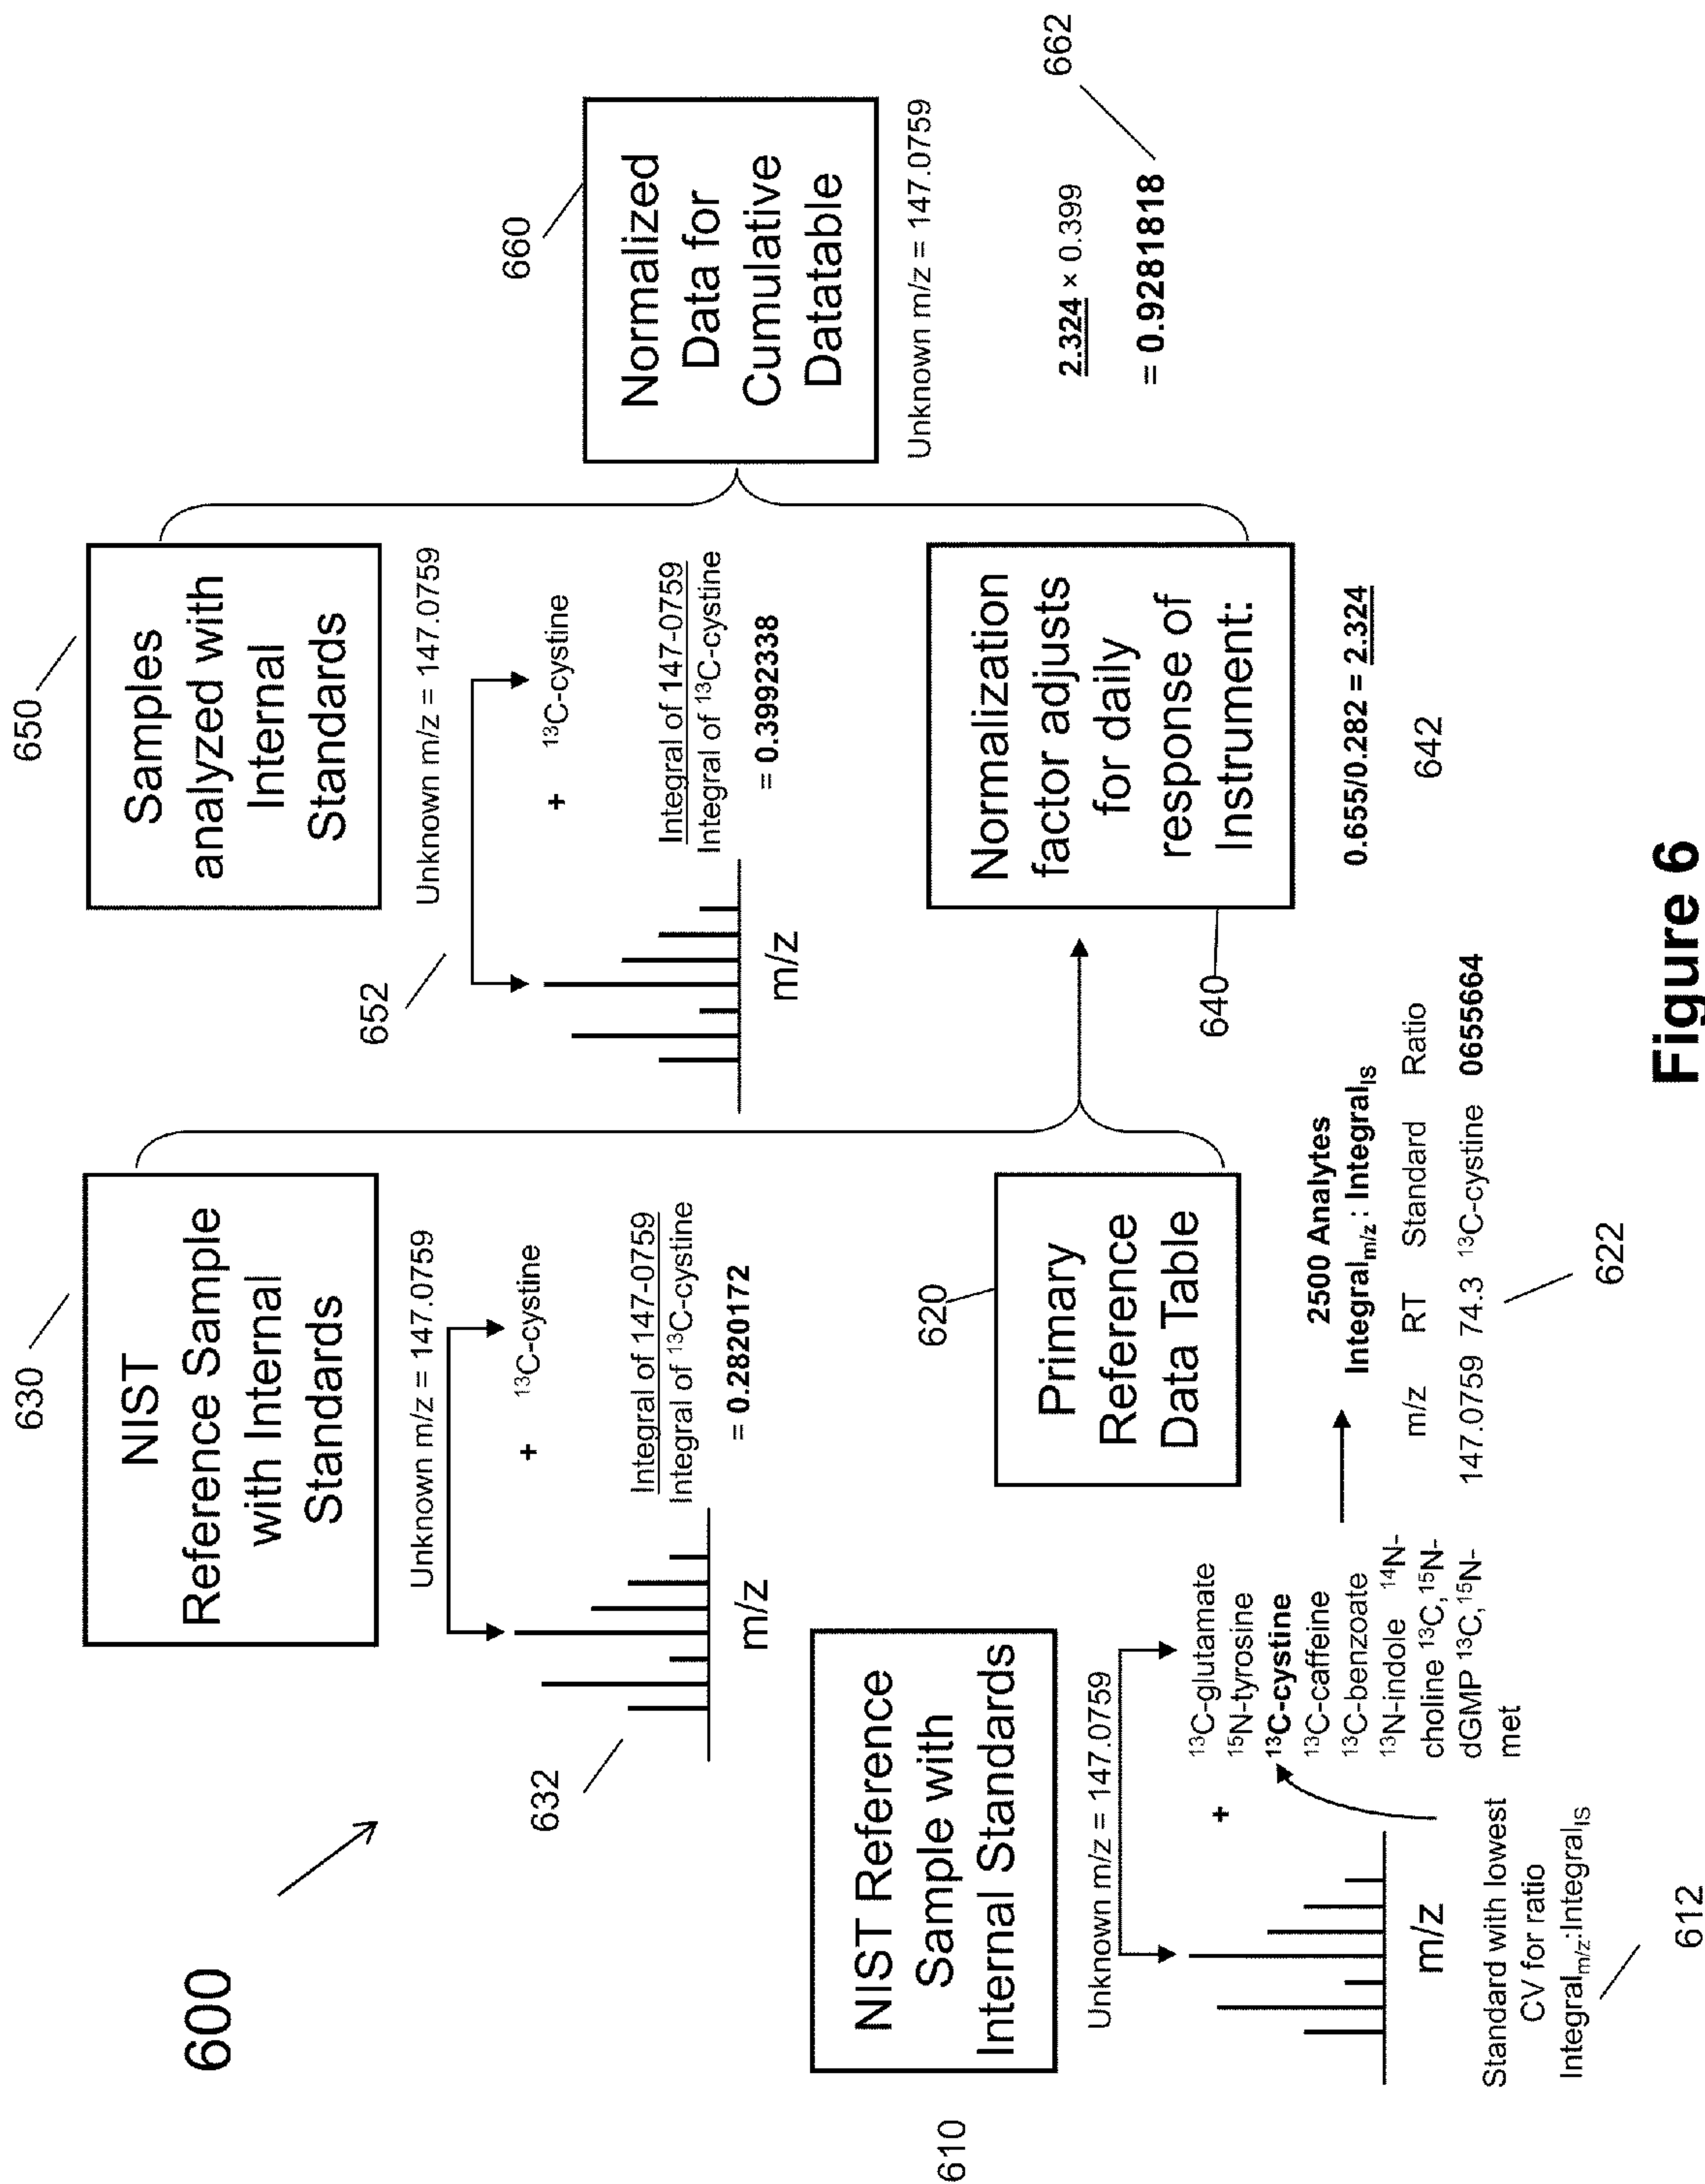 600
610
NIST Reference
Sample with
Internal Standards
Unknown m/z = 147.0759
+
m/z
¹³C-glutamate
¹⁵N-tyrosine
¹³C-cystine
¹³C-caffeine
¹³C-benzoate
¹³N-indole ¹⁴N-
choline ¹³C,¹⁵N-
dGMP ¹³C,¹⁵N-
met
Standard with lowest
CV for ratio
Integral_m/z:Integral_IS
612
630
NIST
Reference Sample
with Internal
Standards
Unknown m/z = 147.0759
632
+ ¹³C-cystine
Integral of 147-0759
Integral of ¹³C-cystine
= 0.2820172
m/z
620
Primary
Reference
Data Table
2500 Analytes
Integral_m/z : Integral_IS
m/z RT Standard Ratio
147.0759 74.3 ¹³C-cystine 0655664
622
650
Samples
analyzed with
Internal
Standards
Unknown m/z = 147.0759
652
+ ¹³C-cystine
Integral of 147-0759
Integral of ¹³C-cystine
= 0.3992338
m/z
640
Normalization
factor adjusts
for daily
response of
Instrument:
0.655/0.282 = 2.324
642
660
Normalized
Data for
Cumulative
Datatable
Unknown m/z = 147.0759
2.324 × 0.399
= 0.9281818
662
Figure 6